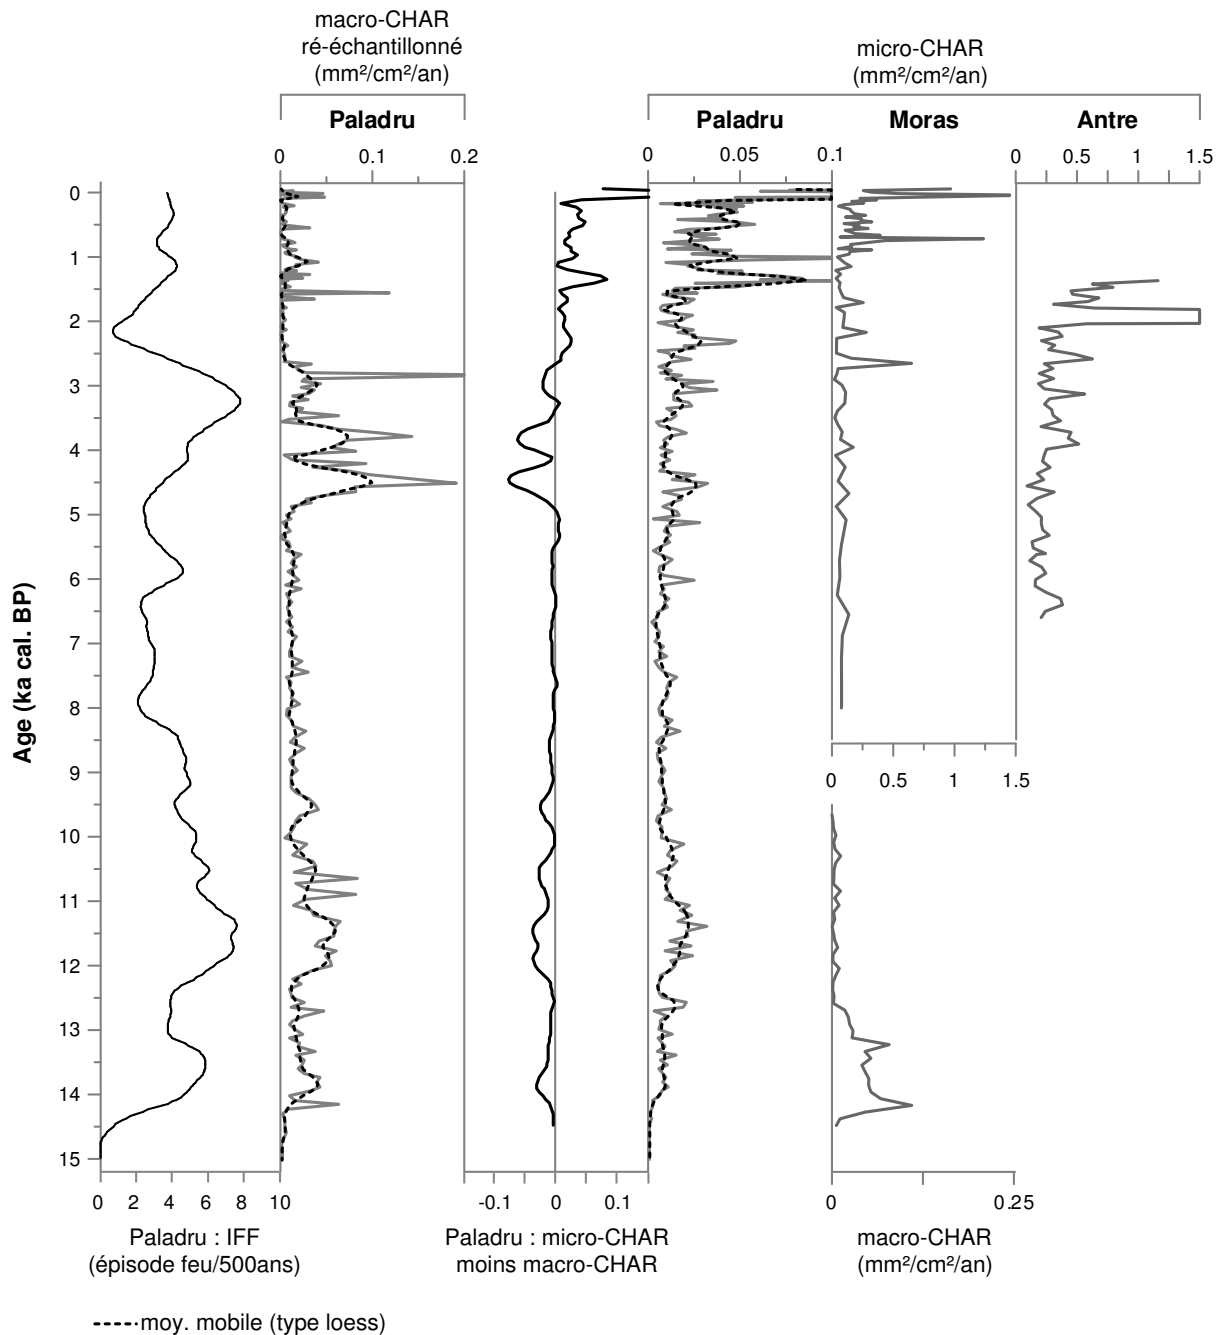 macro-CHAR
ré-échantillonné
(mm²/cm²/an)
micro-CHAR
(mm²/cm²/an)
Paladru
Paladru
Moras
Antre
0 0.1 0.2
0 0.05 0.1
0 0.5 1 1.5
Age (ka cal. BP)
0
1
2
3
4
5
6
7
8
9
10
11
12
13
14
15
0 0.5 1 1.5
0 2 4 6 8 10
-0.1 0 0.1
0 0.25
Paladru : IFF
(épisode feu/500ans)
Paladru : micro-CHAR
moins macro-CHAR
macro-CHAR
(mm²/cm²/an)
moy. mobile (type loess)